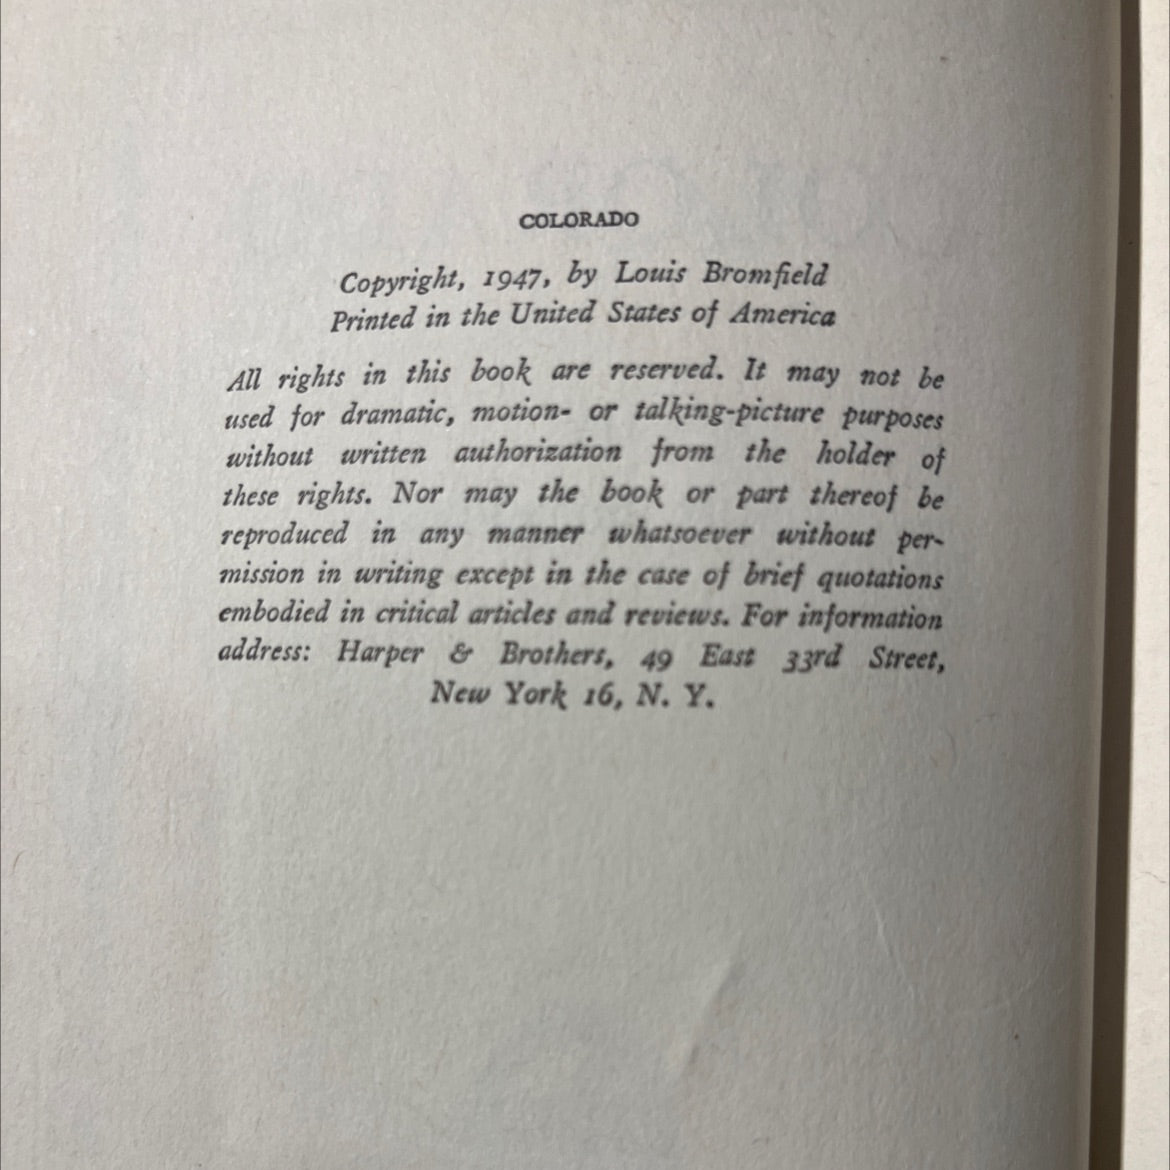 COLORADO
Copyright, 1947, by Louis Bromfield
Printed in the United States of America
All rights in this book are reserved. It may not be
used for dramatic, motion- or talking-picture purposes
without written authorization from the holder of
these rights. Nor may the book or part thereof be
reproduced in any manner whatsoever without per-
mission in writing except in the case of brief quotations
embodied in critical articles and reviews. For information
address: Harper & Brothers, 49 East 33rd Street,
New York 16, N. Y.